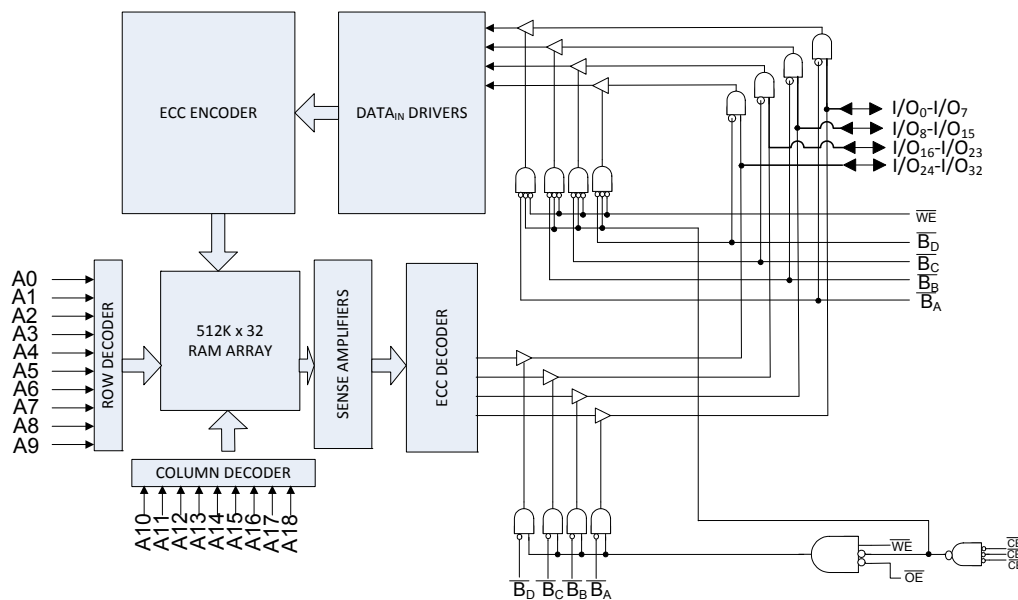 ECC ENCODER
DATAIN DRIVERS
I/O0-I/O7
I/O8-I/O15
I/O16-I/O23
I/O24-I/O32
WE
BD
BC
BB
BA
A0
A1
A2
A3
A4
A5
A6
A7
A8
A9
ROW DECODER
512K x 32
RAM ARRAY
SENSE AMPLIFIERS
ECC DECODER
COLUMN DECODER
A10
A11
A12
A13
A14
A15
A16
A17
A18
BD
BC
BB
BA
WE
OE